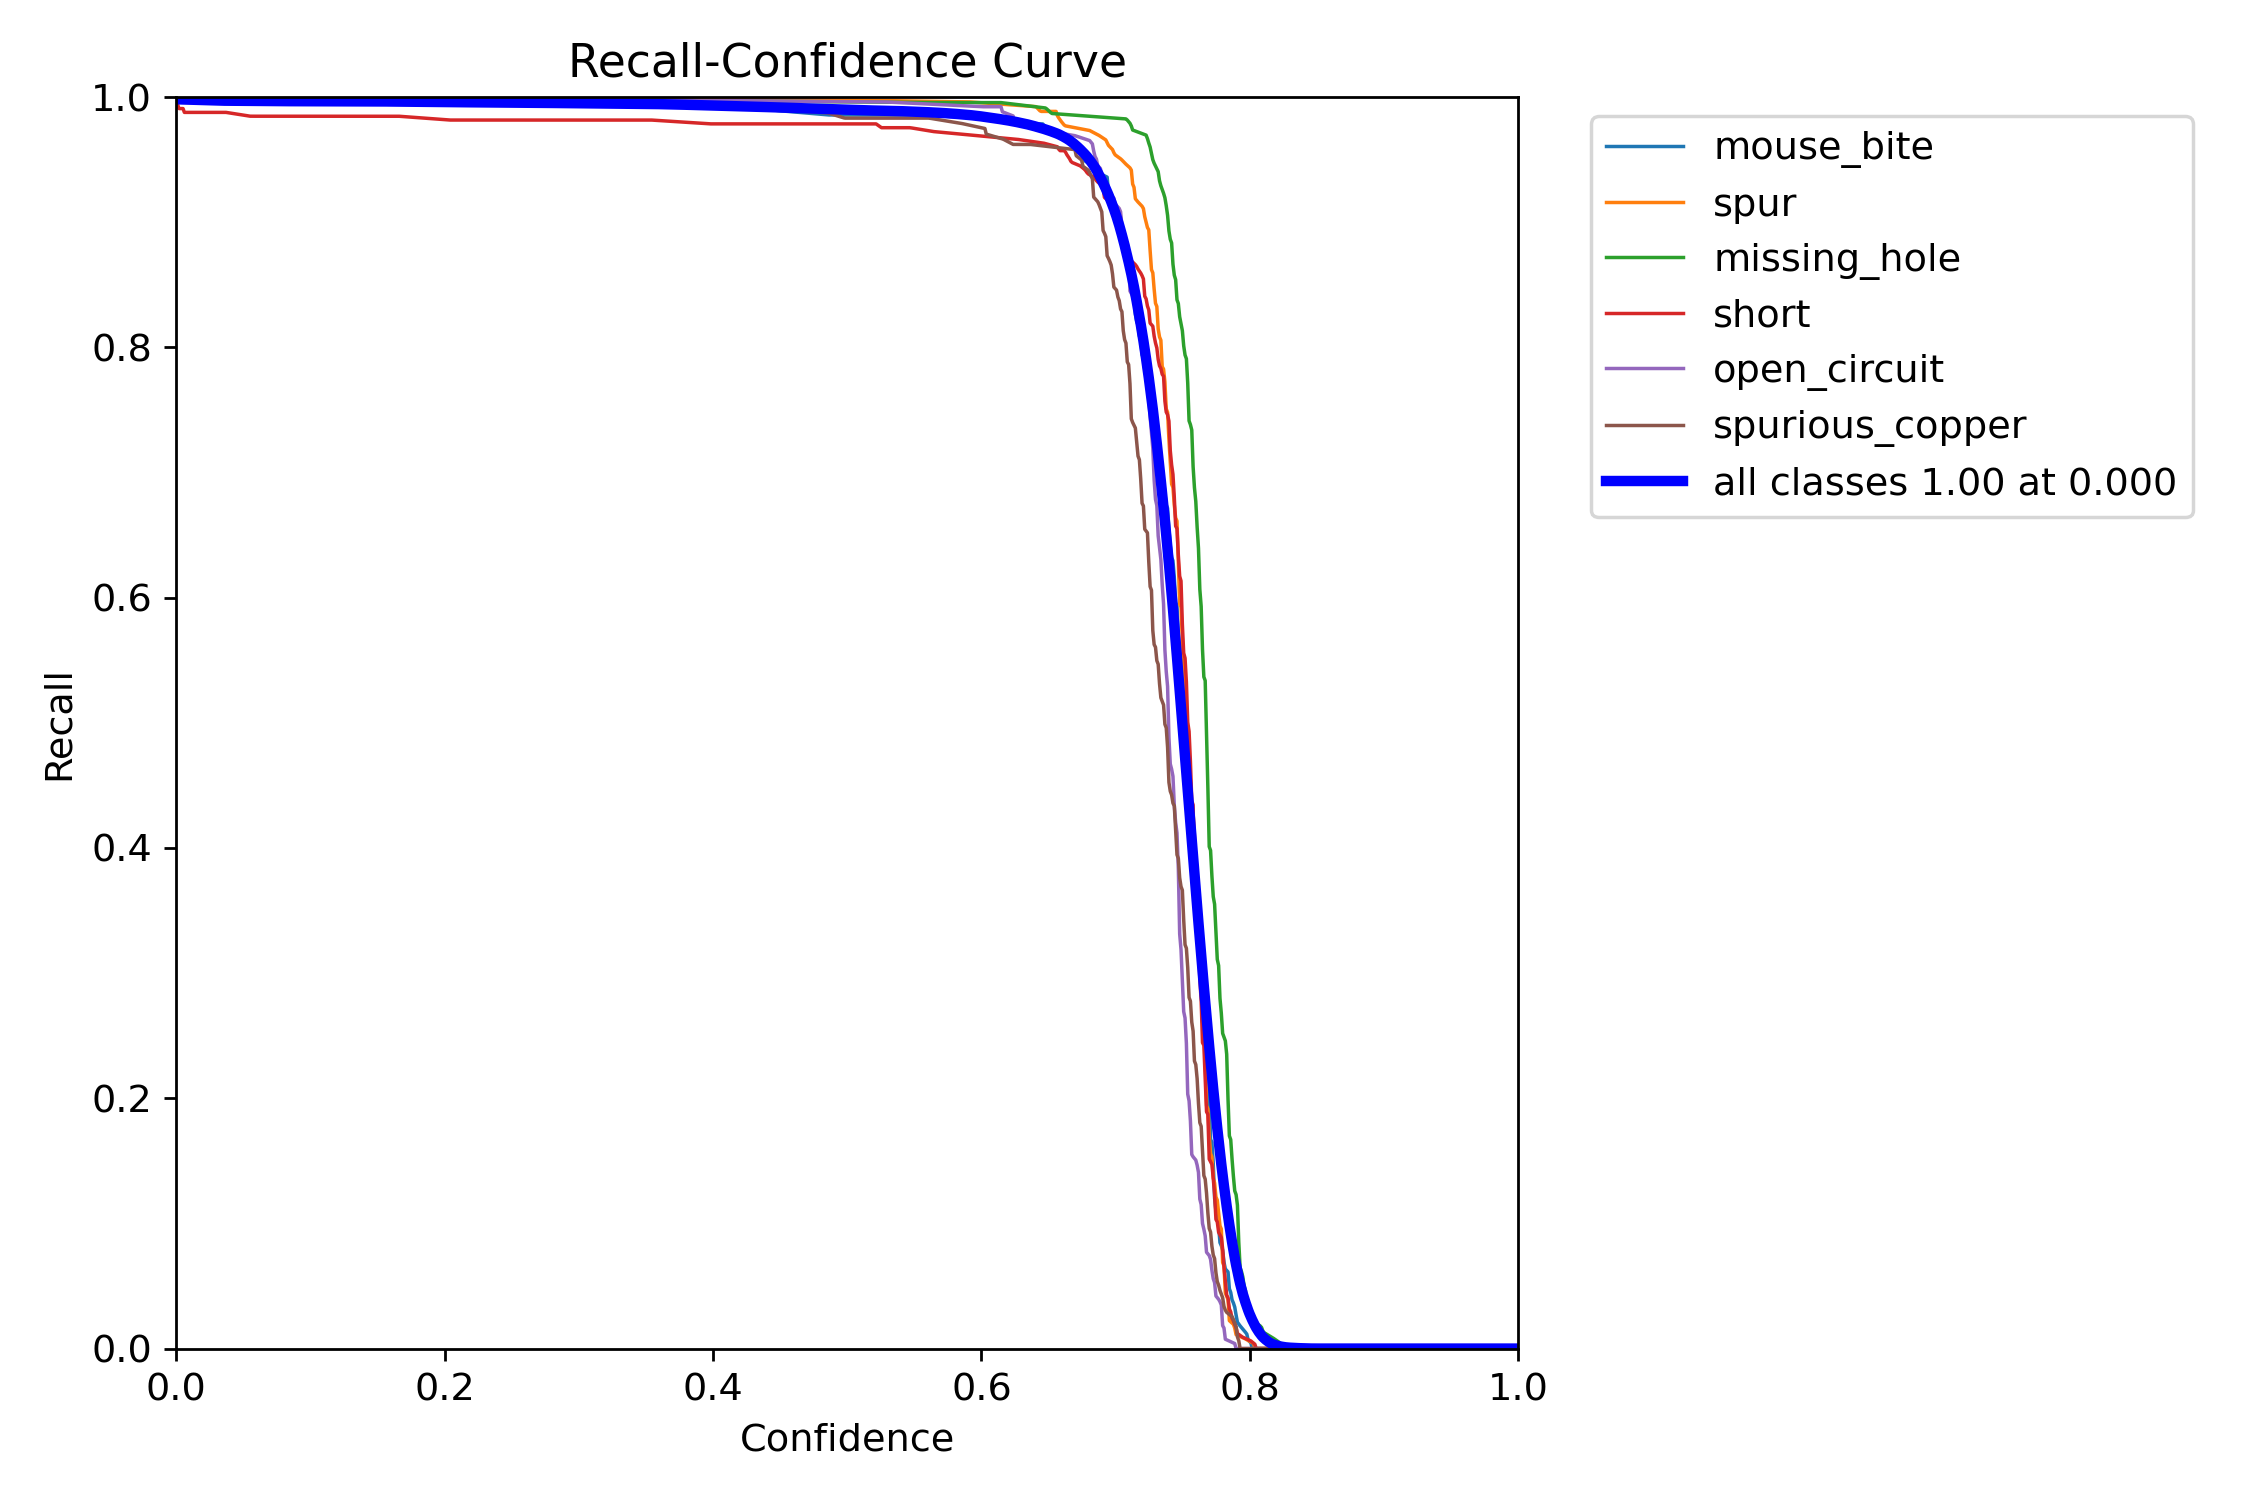 Recall-Confidence Curve
1.0
0.8
0.6
0.4
0.2
0.0
Recall
0.0 0.2 0.4 0.6 0.8 1.0
Confidence
mouse_bite
spur
missing_hole
short
open_circuit
spurious_copper
all classes 1.00 at 0.000